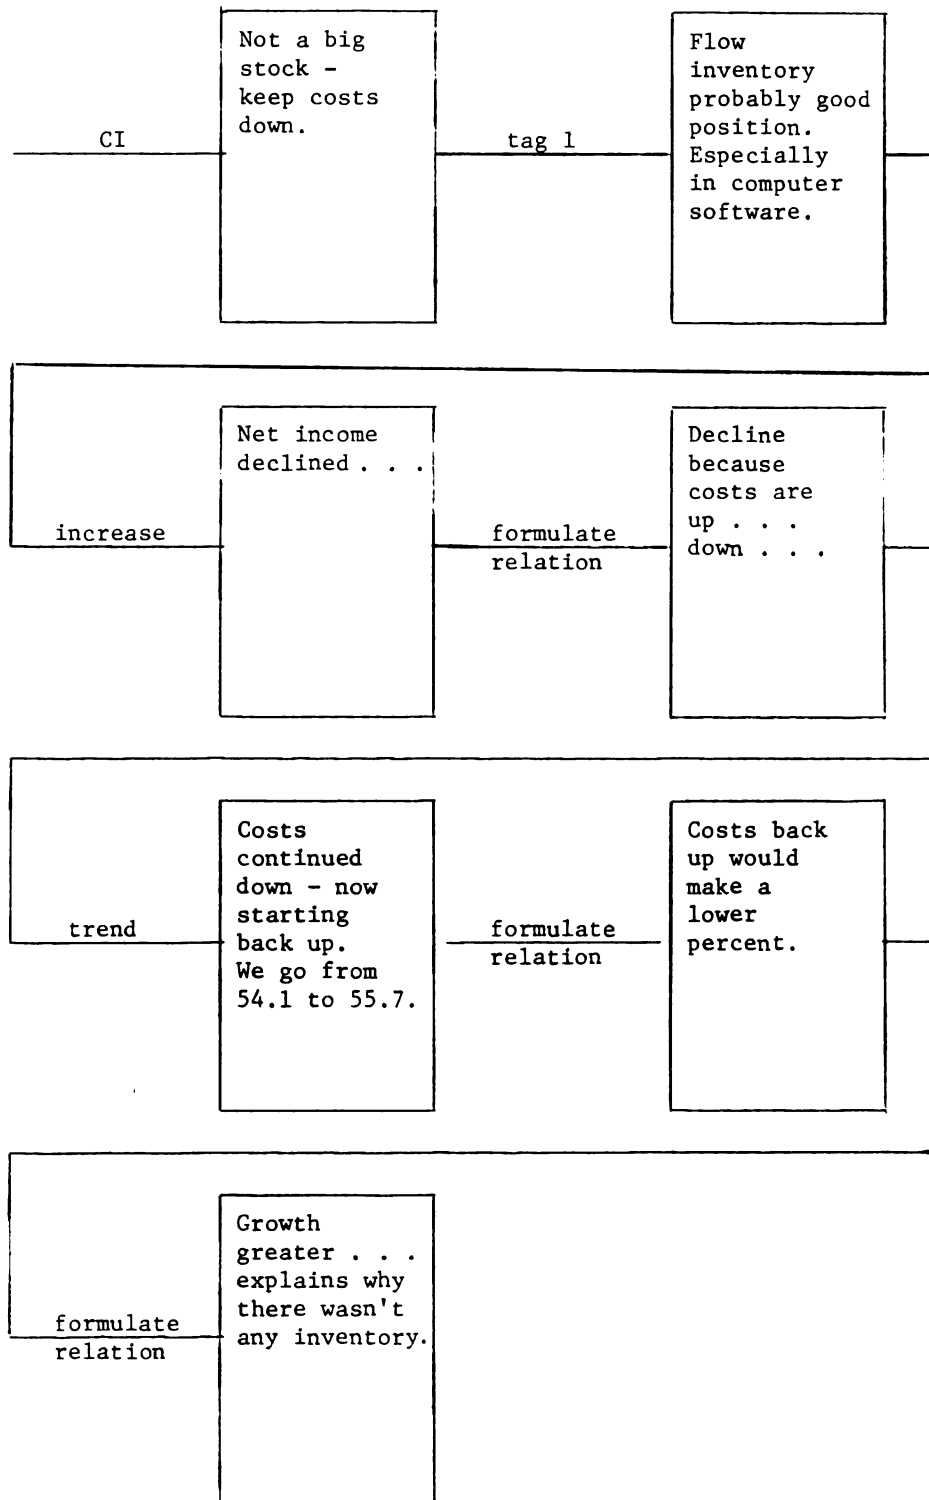 CI
Not a big
stock -
keep costs
down.
tag 1
Flow
inventory
probably good
position.
Especially
in computer
software.
increase
Net income
declined . . .
formulate
relation
Decline
because
costs are
up . . .
down . . .
trend
Costs
continued
down - now
starting
back up.
We go from
54.1 to 55.7.
formulate
relation
Costs back
up would
make a
lower
percent.
formulate
relation
Growth
greater . . .
explains why
there wasn't
any inventory.